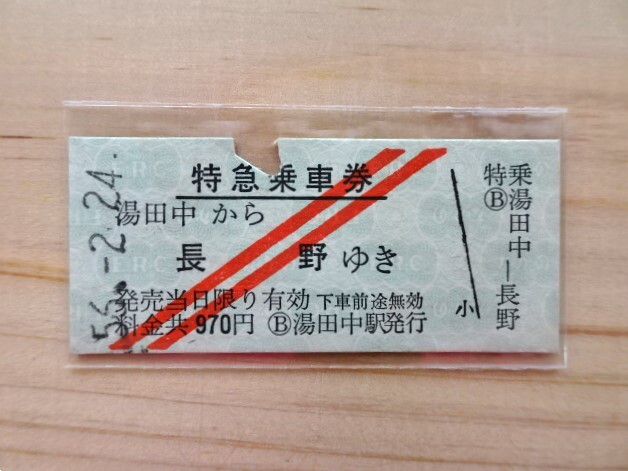 特急乗車券
湯田中 から
長野 ゆき
発売当日限り有効 下車前途無効
料金共970円 Ⓑ湯田中駅発行
56.-2.24.
小
乗湯田中―長野
特Ⓑ